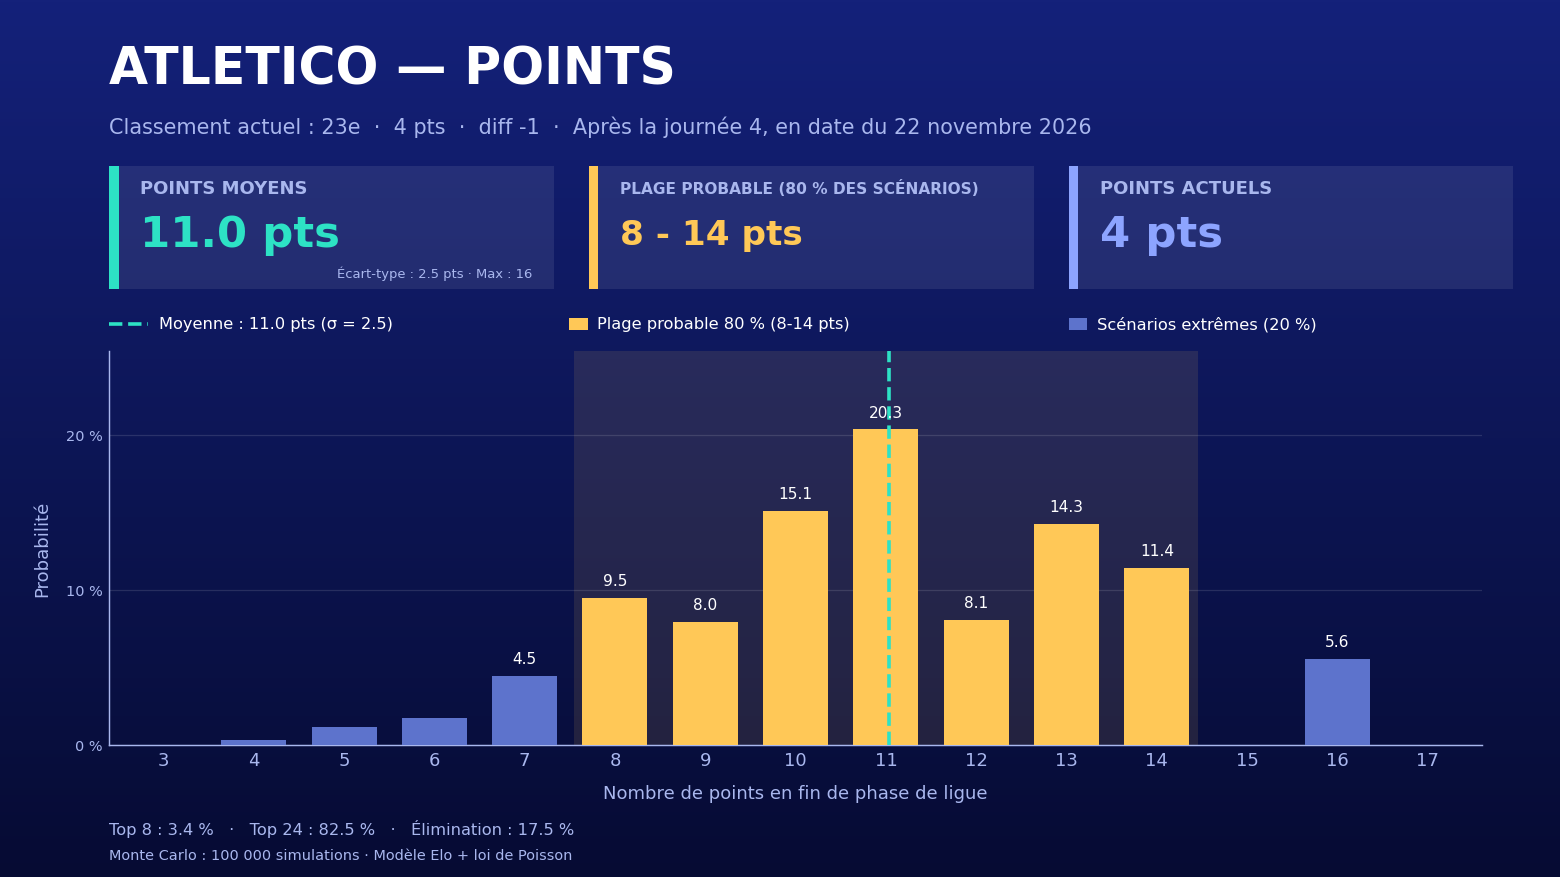 ATLETICO — POINTS
Classement actuel : 23e · 4 pts · diff -1 · Après la journée 4, en date du 22 novembre 2026
POINTS MOYENS
11.0 pts
Écart-type : 2.5 pts · Max : 16
PLAGE PROBABLE (80 % DES SCÉNARIOS)
8 - 14 pts
POINTS ACTUELS
4 pts
Moyenne : 11.0 pts (σ = 2.5)
Plage probable 80 % (8-14 pts)
Scénarios extrêmes (20 %)
Probabilité
20 %
10 %
0 %
4.5
9.5
8.0
15.1
20.3
8.1
14.3
11.4
5.6
3 4 5 6 7 8 9 10 11 12 13 14 15 16 17
Nombre de points en fin de phase de ligue
Top 8 : 3.4 % · Top 24 : 82.5 % · Élimination : 17.5 %
Monte Carlo : 100 000 simulations · Modèle Elo + loi de Poisson